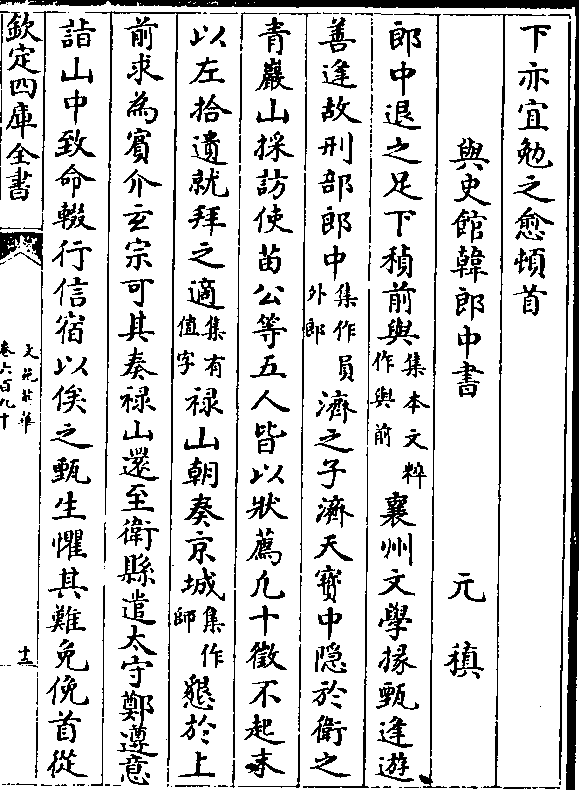 下亦宜勉之愈頓首
與史館韓郎中書　元稹
郎中退之足下稹前與集本文粹作與前襄州文學掾甄逢遊
善逢故刑部郎中集作員外郎濟之子濟天寶中隱於衛之
青巖山採訪使苗公等五人皆以狀薦凡十徵不起末
以左拾遺就拜之適集有值字祿山朝奏京城集作師懇於上
前求為賓介玄宗可其奏祿山還至衛縣遣太守鄭遵意
詣山中致命輟行信宿以俟之甄生懼其難免俛首從
欽定四庫全書
文苑英華
卷六百九十
十三